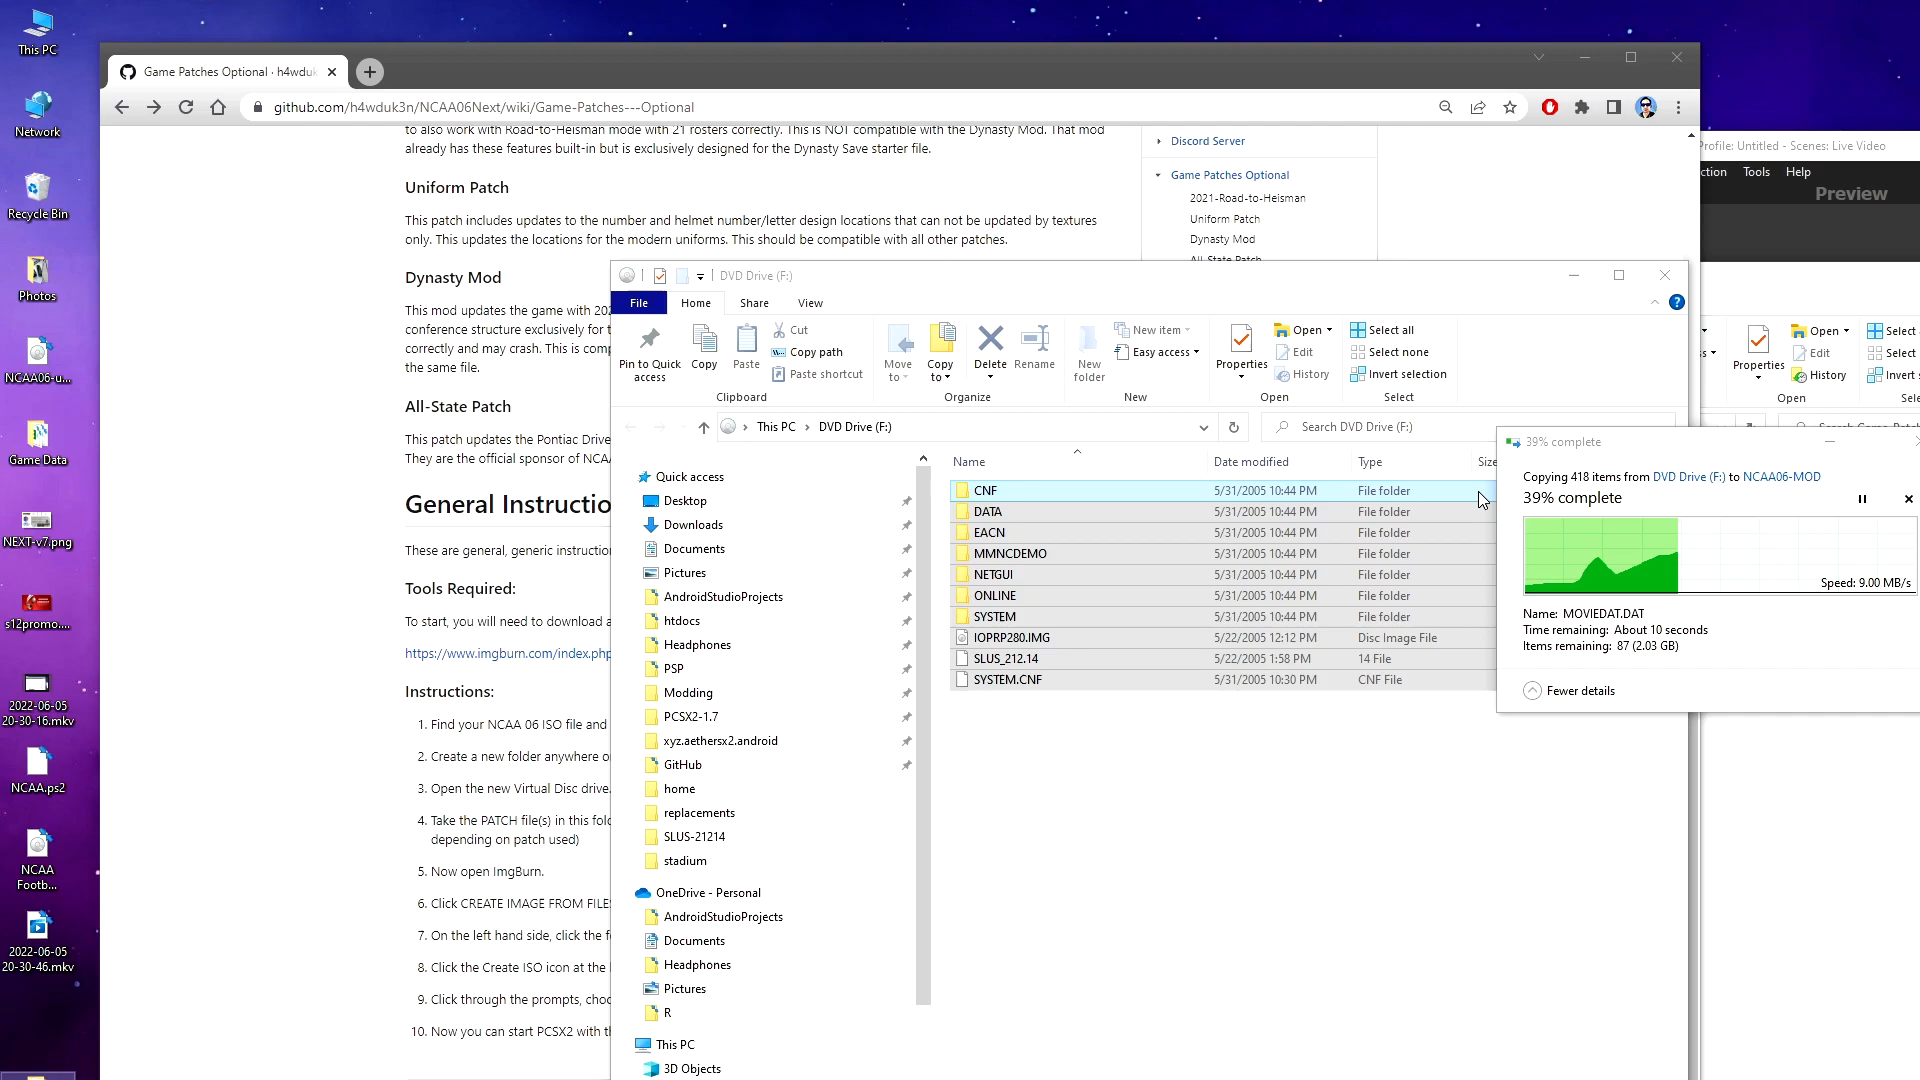 This PC
Network
Recycle Bin
Photos
NCAA06-u...
Game Data
NEXT-v7.png
s12promo....
2022-06-05
20-30-16.mkv
NCAA.ps2
NCAA
Footb...
2022-06-05
20-30-46.mkv
Game Patches Optional · h4wduk
github.com/h4wduk3n/NCAA06Next/wiki/Game-Patches---Optional
to also work with Road-to-Heisman mode with 21 rosters correctly. This is NOT compatible with the Dynasty Mod. That mod
already has these features built-in but is exclusively designed for the Dynasty Save starter file.
Uniform Patch
This patch includes updates to the number and helmet number/letter design locations that can not be updated by textures
only. This updates the locations for the modern uniforms. This should be compatible with all other patches.
Dynasty Mod
This mod updates the game with 202
conference structure exclusively for t
correctly and may crash. This is comp
the same file.
All-State Patch
This patch updates the Pontiac Drive
They are the official sponsor of NCA
General Instructio
These are general, generic instruction
Tools Required:
To start, you will need to download a
https://www.imgburn.com/index.php
Instructions:
1. Find your NCAA 06 ISO file and
2. Create a new folder anywhere o
3. Open the new Virtual Disc drive.
4. Take the PATCH file(s) in this fold
depending on patch used)
5. Now open ImgBurn.
6. Click CREATE IMAGE FROM FILES
7. On the left hand side, click the f
8. Click the Create ISO icon at the
9. Click through the prompts, choo
10. Now you can start PCSX2 with th
Discord Server
Game Patches Optional
2021-Road-to-Heisman
Uniform Patch
Dynasty Mod
All-State Patch
Profile: Untitled - Scenes: Live Video
ction Tools Help
Preview
DVD Drive (F:)
File Home Share View
Pin to Quick
access
Copy
Paste
Cut
Copy path
Paste shortcut
Clipboard
Move
to
Copy
to
Delete
Rename
Organize
New
folder
New item
Easy access
New
Properties
Open
Edit
History
Open
Select all
Select none
Invert selection
Select
Properties
Open
Edit
History
Open
Select
Select
Invert s
Sele
This PC
DVD Drive (F:)
Search DVD Drive (F:)
Quick access
Desktop
Downloads
Documents
Pictures
AndroidStudioProjects
htdocs
Headphones
PSP
Modding
PCSX2-1.7
xyz.aethersx2.android
GitHub
home
replacements
SLUS-21214
stadium
OneDrive - Personal
AndroidStudioProjects
Documents
Headphones
Pictures
R
This PC
3D Objects
Name Date modified Type Size
CNF 5/31/2005 10:44 PM File folder
DATA 5/31/2005 10:44 PM File folder
EACN 5/31/2005 10:44 PM File folder
MMNCDEMO 5/31/2005 10:44 PM File folder
NETGUI 5/31/2005 10:44 PM File folder
ONLINE 5/31/2005 10:44 PM File folder
SYSTEM 5/31/2005 10:44 PM File folder
IOPRP280.IMG 5/22/2005 12:12 PM Disc Image File
SLUS_212.14 5/22/2005 1:58 PM 14 File
SYSTEM.CNF 5/31/2005 10:30 PM CNF File
39% complete
Copying 418 items from DVD Drive (F:) to NCAA06-MOD
39% complete
Speed: 9.00 MB/s
Name: MOVIEDAT.DAT
Time remaining: About 10 seconds
Items remaining: 87 (2.03 GB)
Fewer details